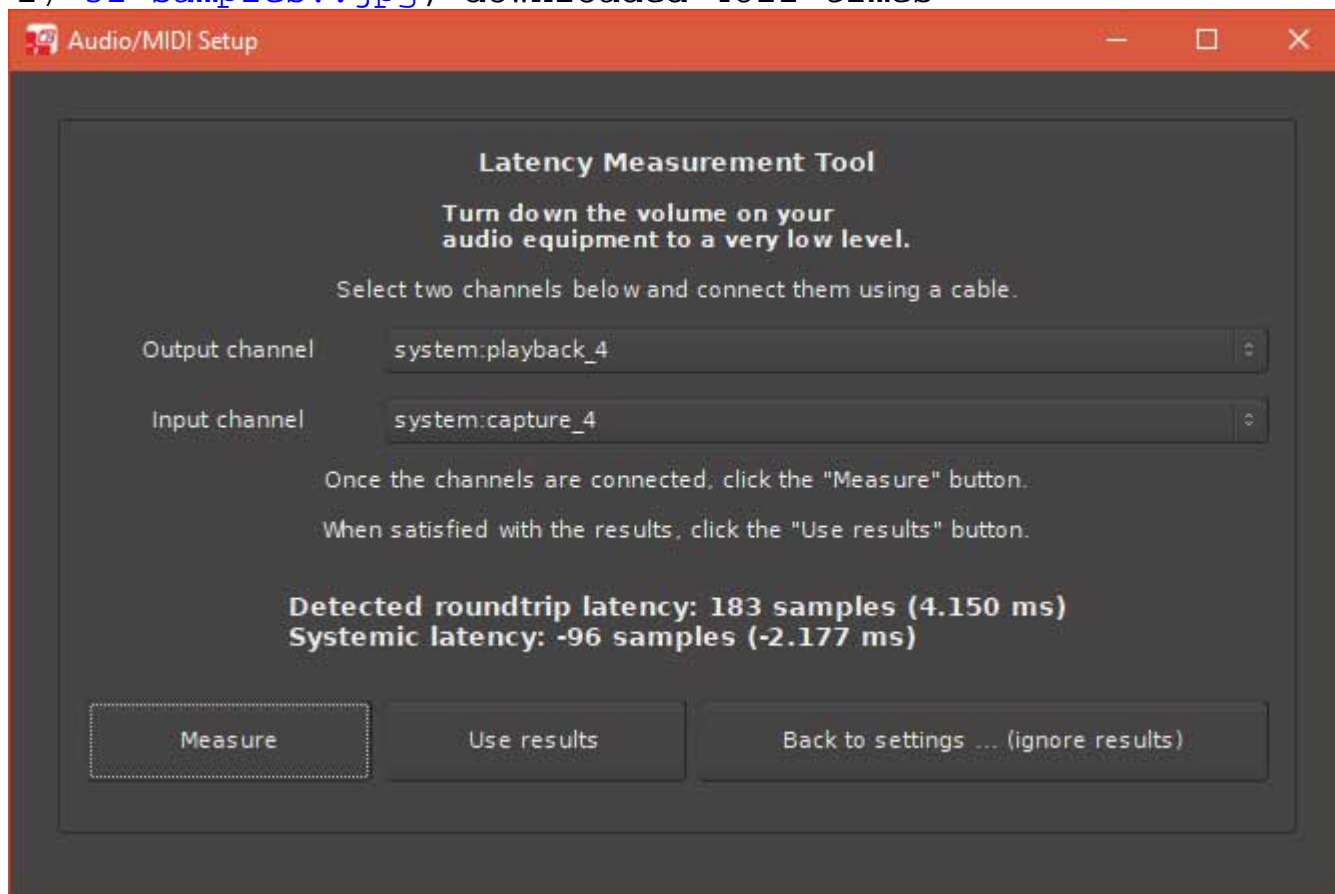 downloaded
times
Audio/MIDI Setup
Latency Measurement Tool
Turn down the volume on your
audio equipment to a very low level.
Select two channels below and connect them using a cable.
Output channel system:playback_4
Input channel system:capture_4
Once the channels are connected, click the "Measure" button.
When satisfied with the results, click the "Use results" button.
Detected roundtrip latency: 183 samples (4.150 ms)
Systemic latency: -96 samples (-2.177 ms)
Measure Use results Back to settings ... (ignore results)